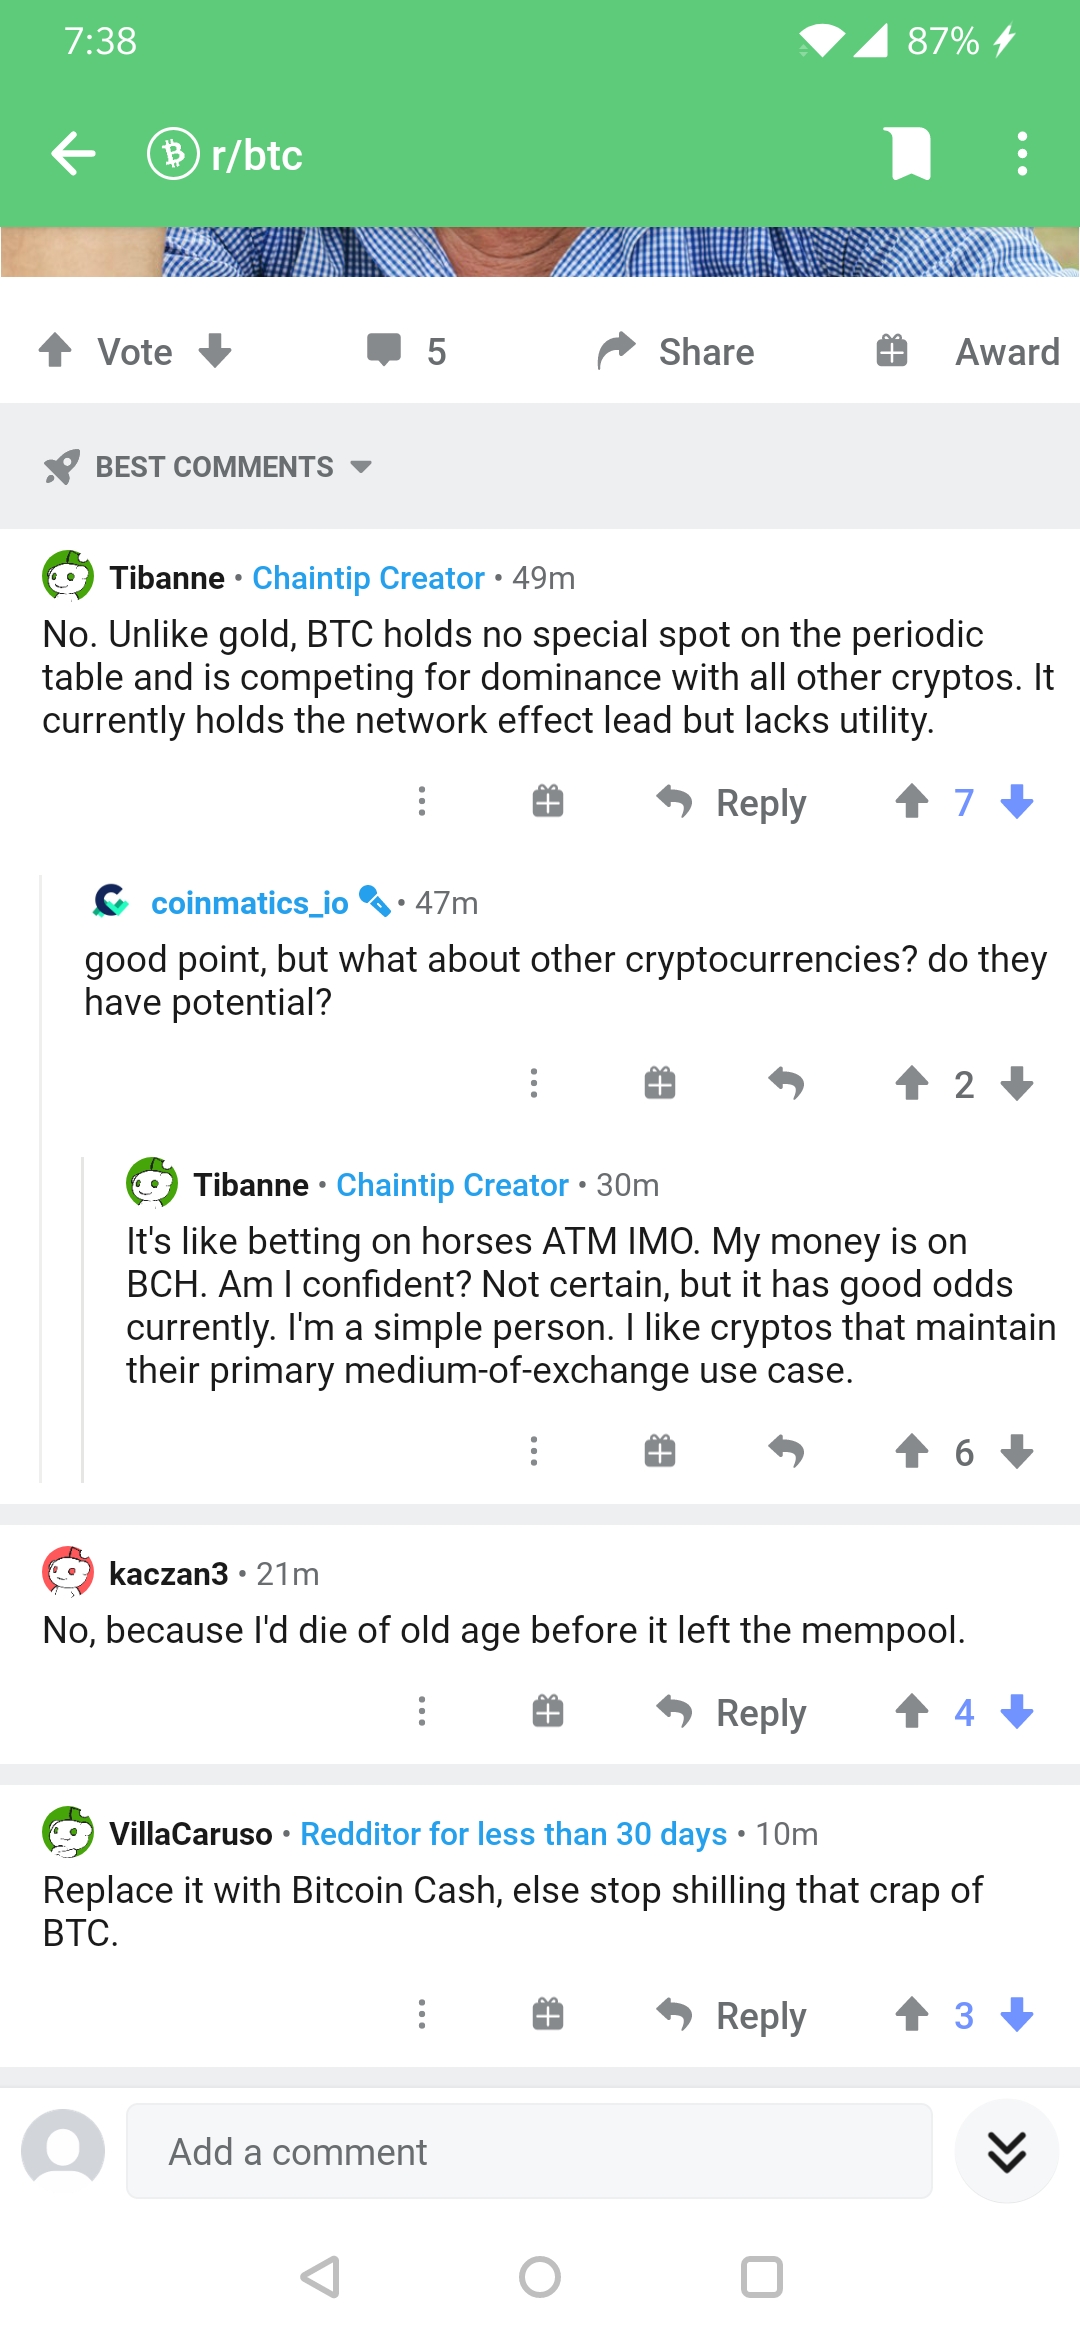 7:38
87%
r/btc
Vote
5
Share
Award
BEST COMMENTS
Tibanne • Chaintip Creator • 49m
No. Unlike gold, BTC holds no special spot on the periodic
table and is competing for dominance with all other cryptos. It
currently holds the network effect lead but lacks utility.
Reply
7
coinmatics_io • 47m
good point, but what about other cryptocurrencies? do they
have potential?
2
Tibanne • Chaintip Creator • 30m
It's like betting on horses ATM IMO. My money is on
BCH. Am I confident? Not certain, but it has good odds
currently. I'm a simple person. I like cryptos that maintain
their primary medium-of-exchange use case.
6
kaczan3 • 21m
No, because I'd die of old age before it left the mempool.
Reply
4
VillaCaruso • Redditor for less than 30 days • 10m
Replace it with Bitcoin Cash, else stop shilling that crap of
BTC.
Reply
3
Add a comment